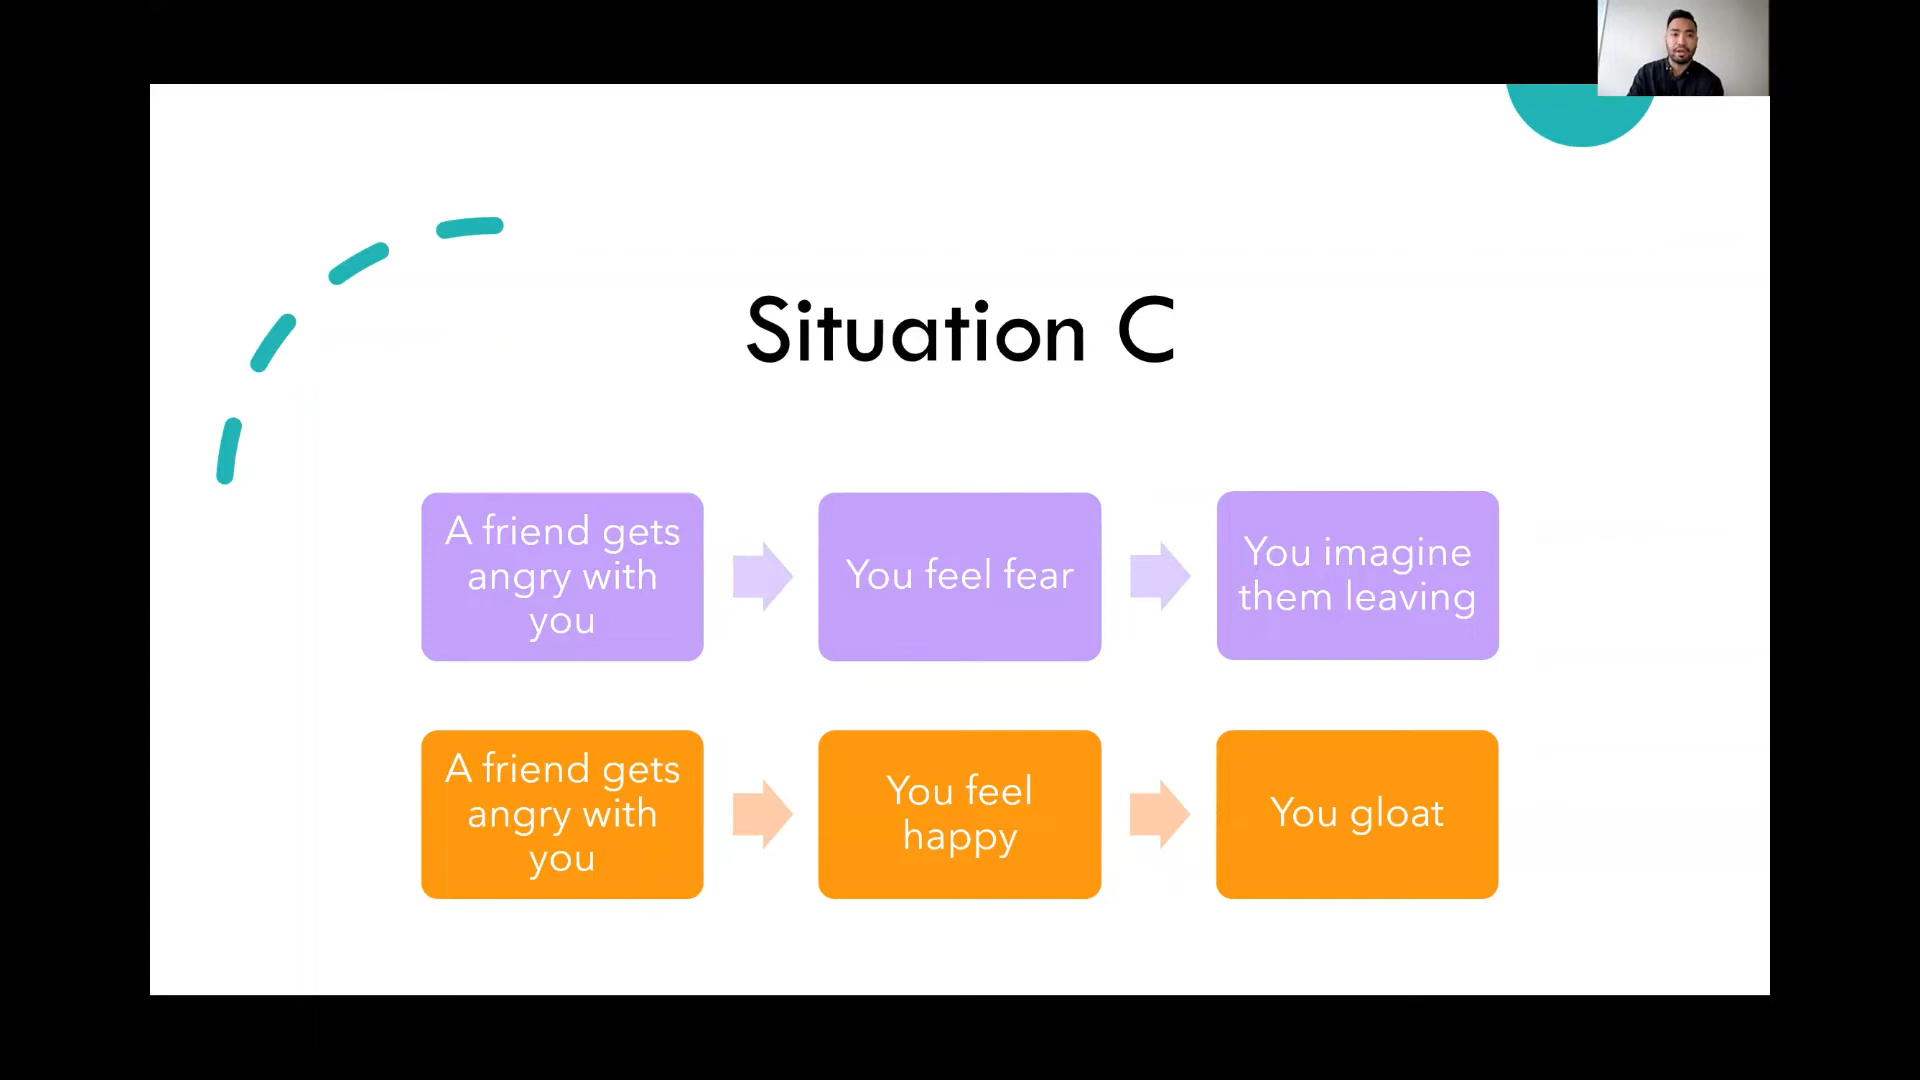 Situation C
A friend gets
angry with
you
You feel fear
You imagine
them leaving
A friend gets
angry with
you
You feel
happy
You gloat